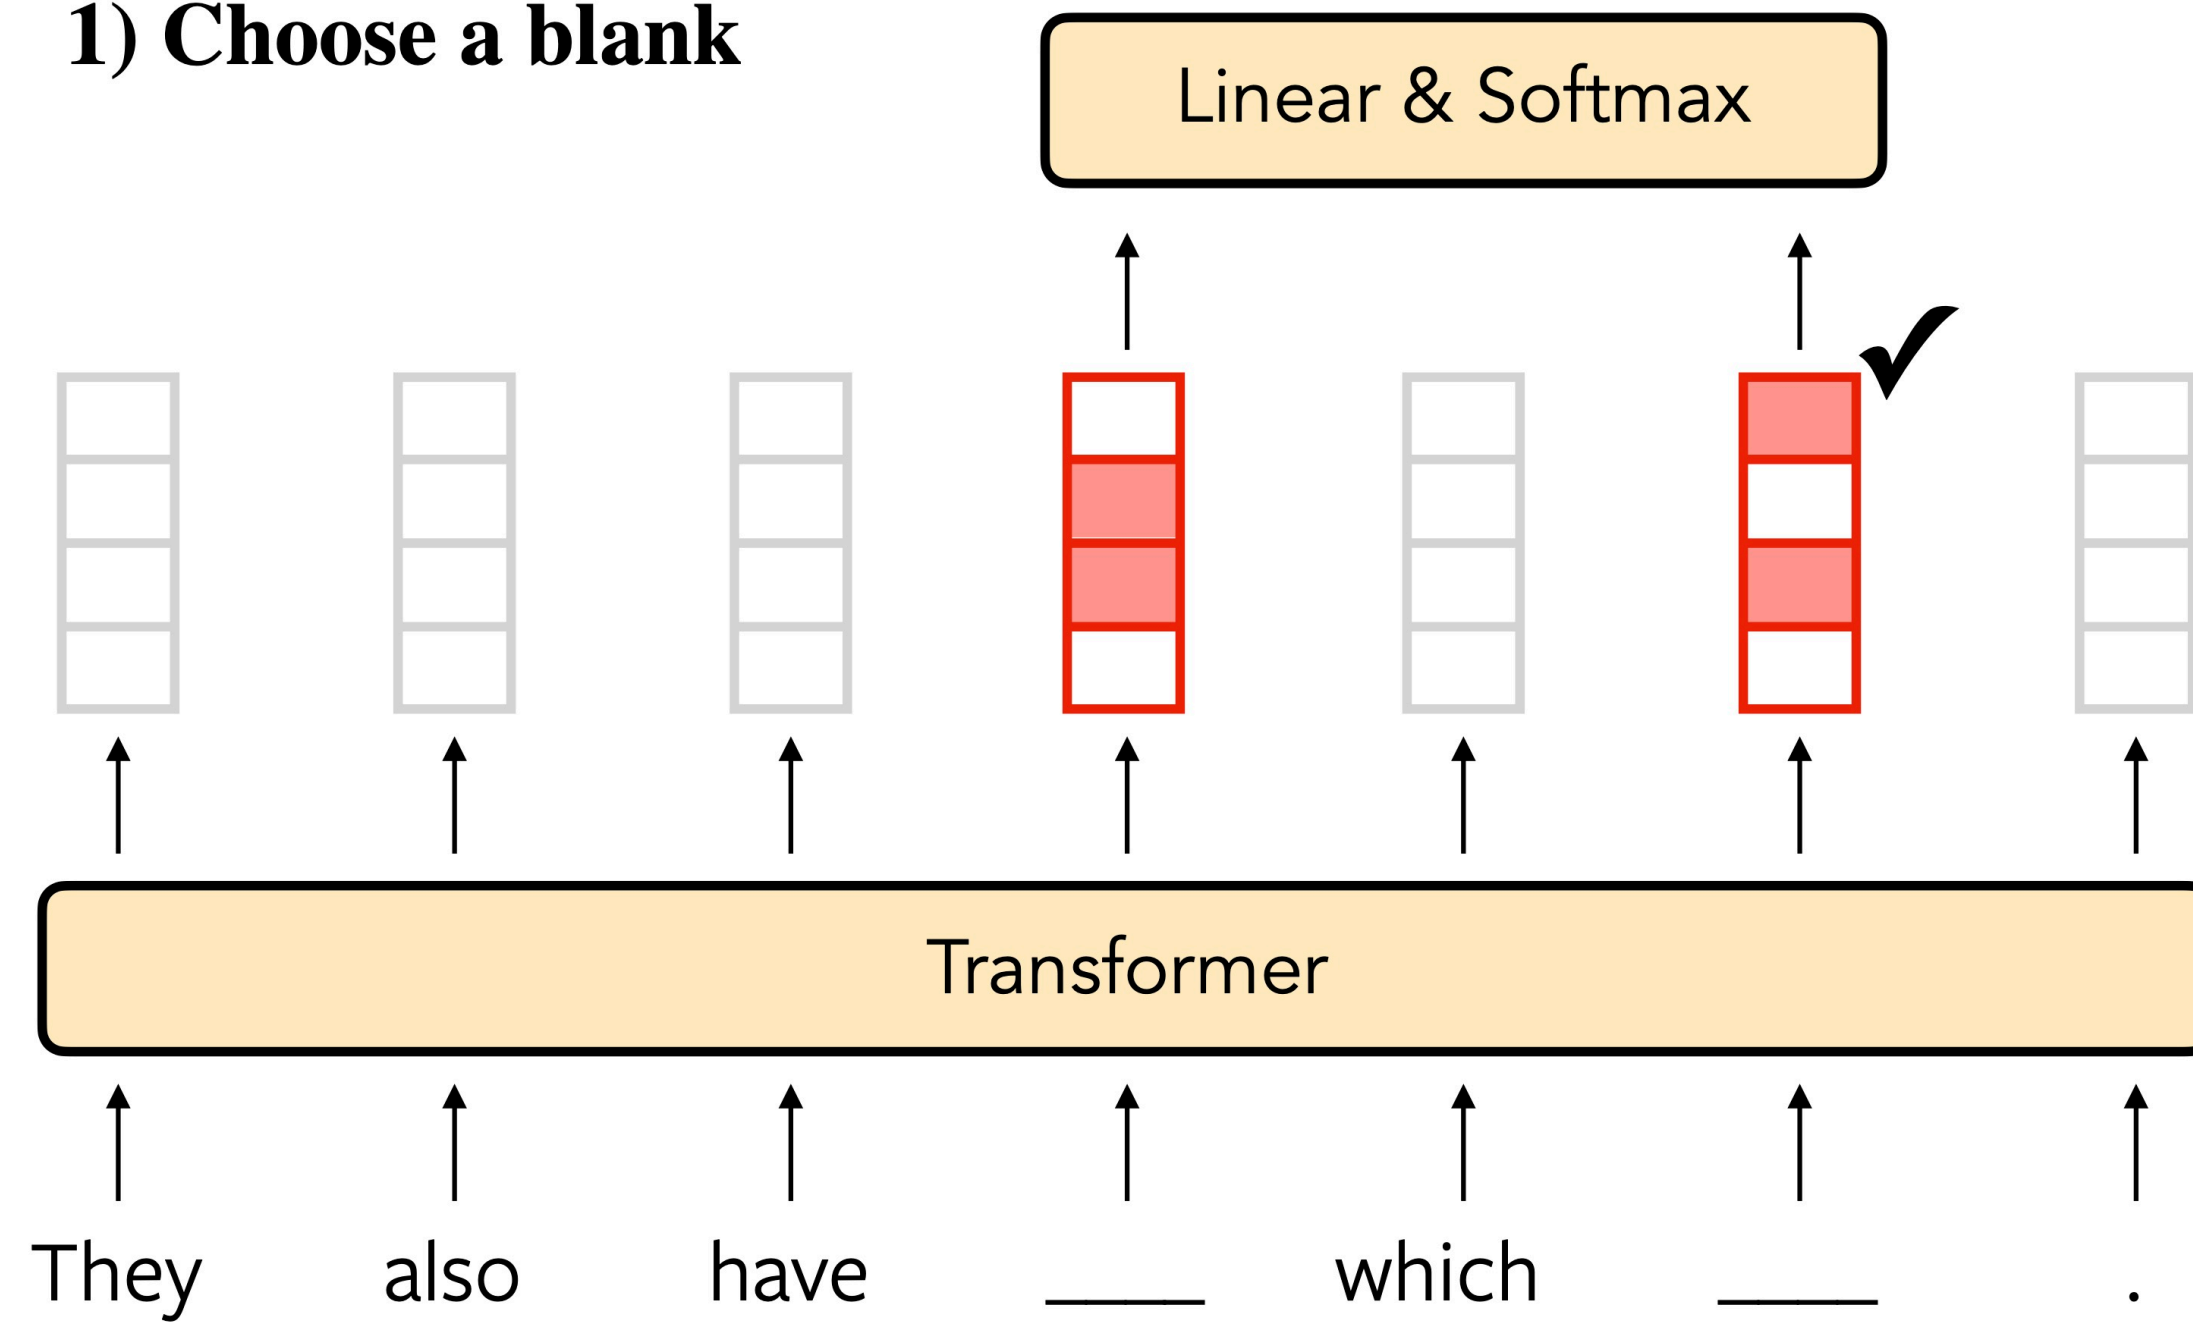 1) Choose a blank
Linear & Softmax
Transformer
They also have ____ which ____ .